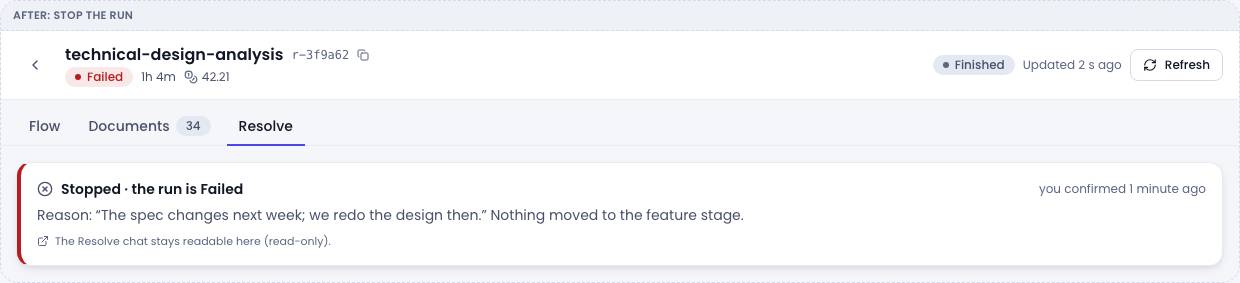 AFTER: STOP THE RUN
technical-design-analysis r-3f9a62
Failed 1h 4m 42.21
Finished Updated 2 s ago Refresh
Flow Documents 34 Resolve
Stopped · the run is Failed
you confirmed 1 minute ago
Reason: “The spec changes next week; we redo the design then.” Nothing moved to the feature stage.
The Resolve chat stays readable here (read-only).